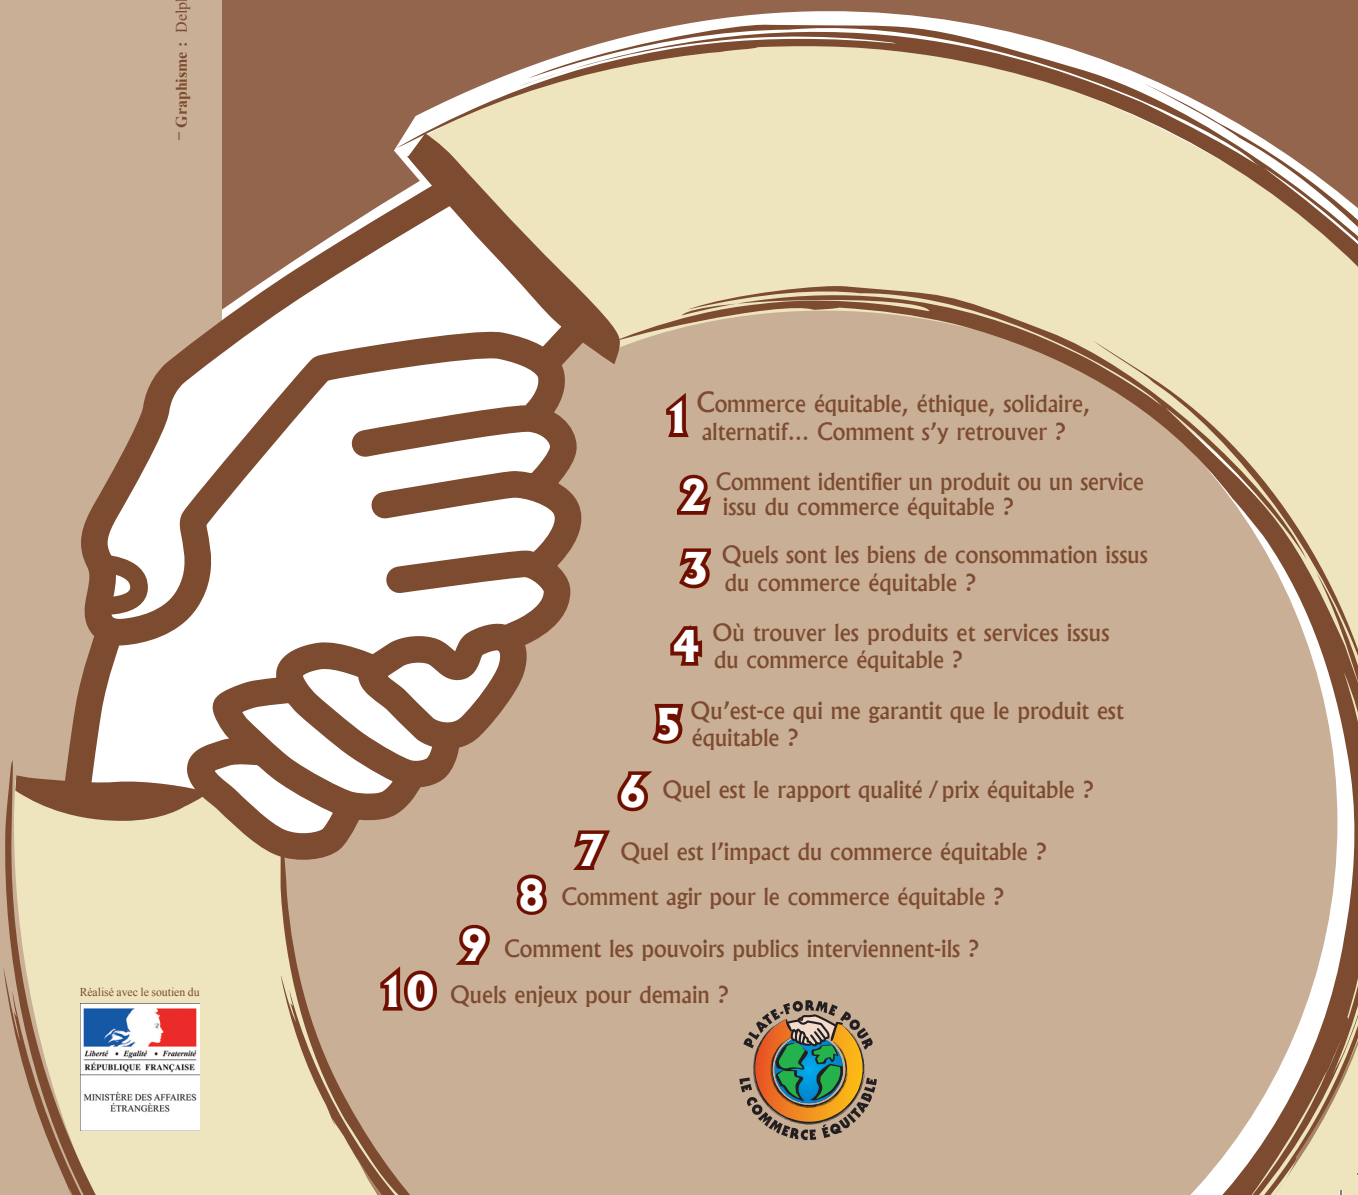 – Graphisme :
1 Commerce équitable, éthique, solidaire,
alternatif... Comment s’y retrouver ?
2 Comment identifier un produit ou un service
issu du commerce équitable ?
3 Quels sont les biens de consommation issus
du commerce équitable ?
4 Où trouver les produits et services issus
du commerce équitable ?
5 Qu’est-ce qui me garantit que le produit est
équitable ?
6 Quel est le rapport qualité / prix équitable ?
7 Quel est l’impact du commerce équitable ?
8 Comment agir pour le commerce équitable ?
9 Comment les pouvoirs publics interviennent-ils ?
10 Quels enjeux pour demain ?
Réalisé avec le soutien du
Liberté • Egalité • Fraternité
RÉPUBLIQUE FRANÇAISE
MINISTÈRE DES AFFAIRES
ÉTRANGÈRES
PLATE-FORME POUR
LE COMMERCE ÉQUITABLE